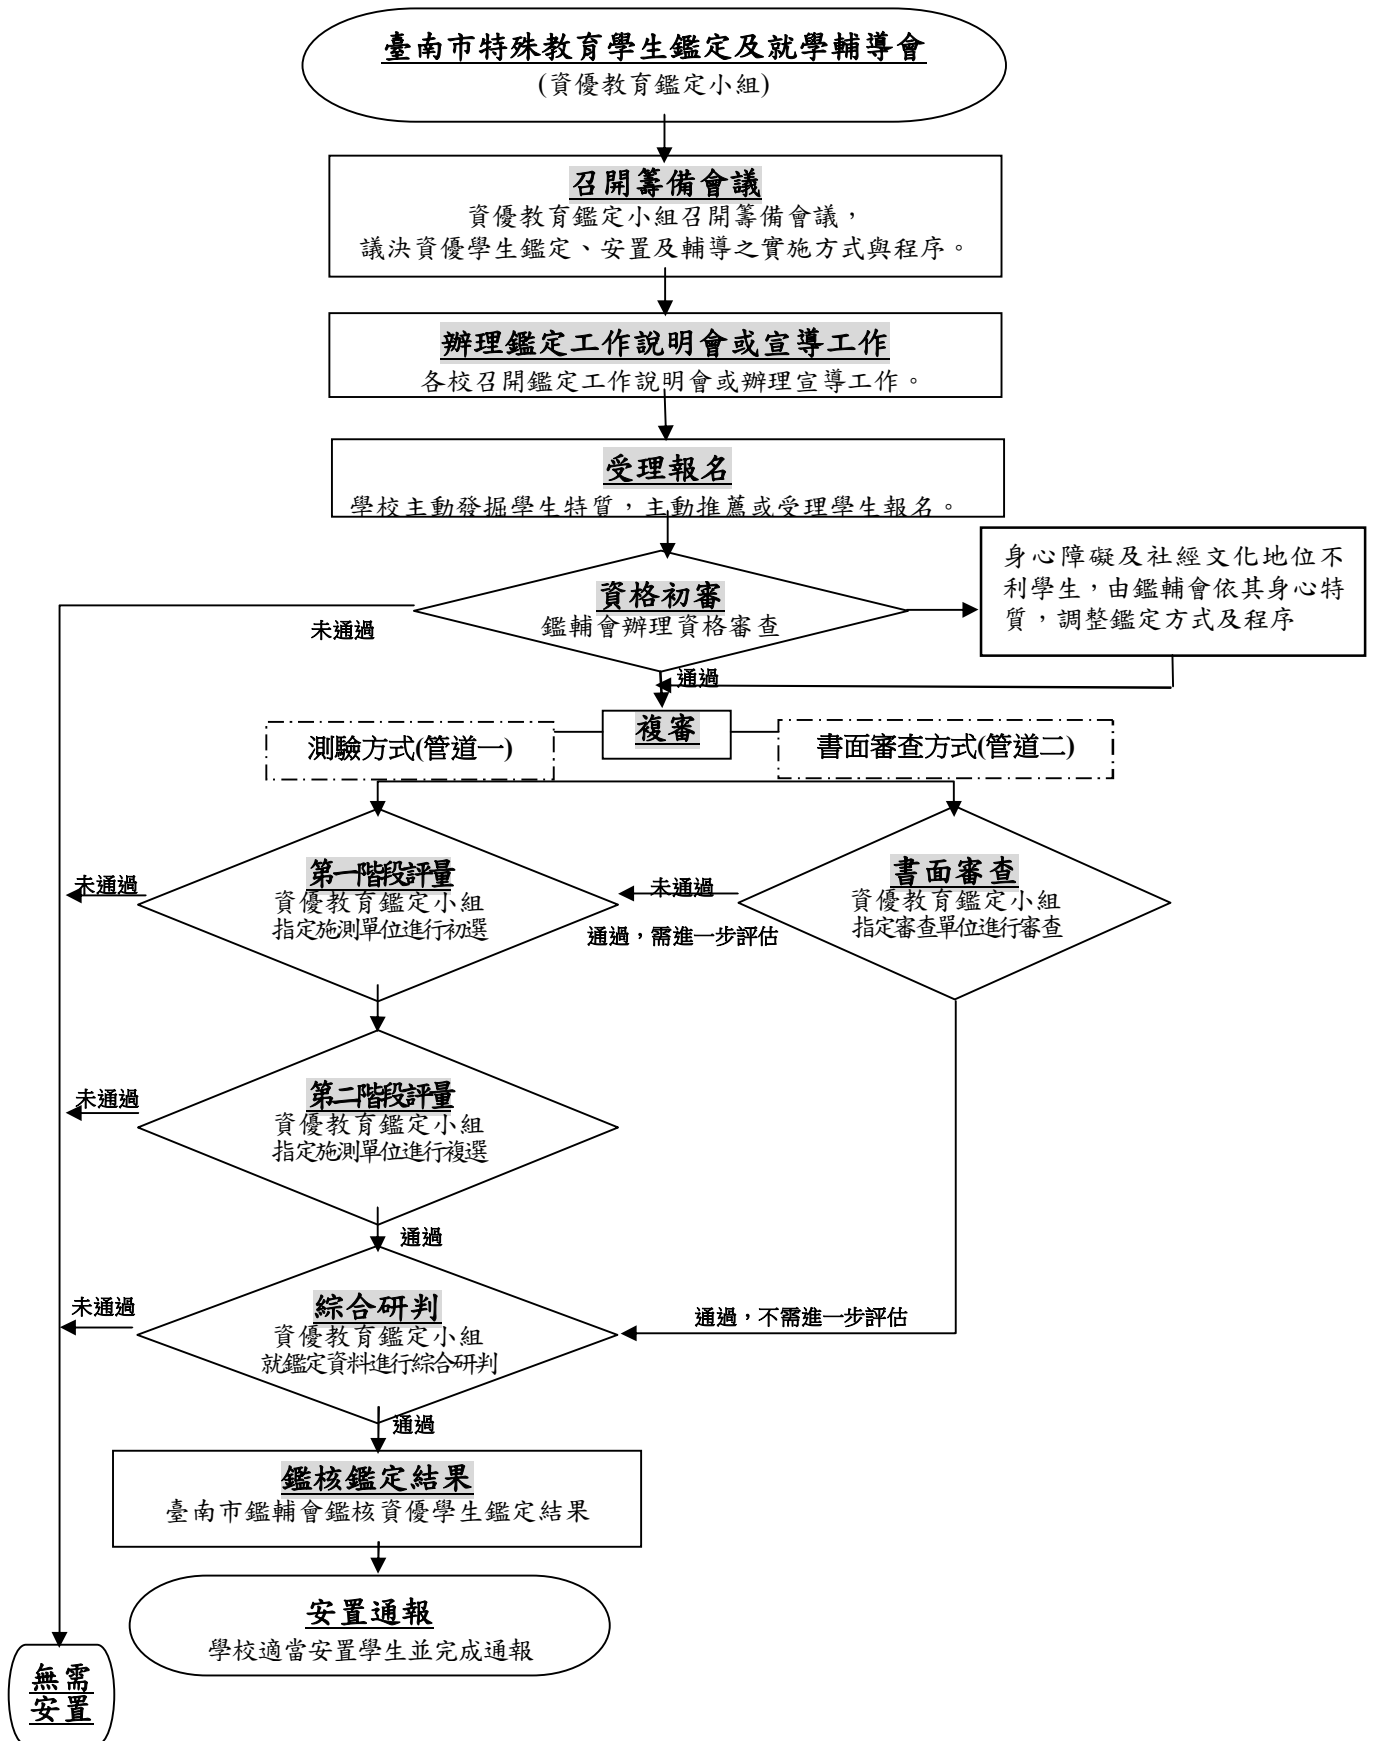 臺南市特殊教育學生鑑定及就學輔導會
(資優教育鑑定小組)
召開籌備會議
資優教育鑑定小組召開籌備會議，
議決資優學生鑑定、安置及輔導之實施方式與程序。
辦理鑑定工作說明會或宣導工作
各校召開鑑定工作說明會或辦理宣導工作。
受理報名
學校主動發掘學生特質，主動推薦或受理學生報名。
資格初審
鑑輔會辦理資格審查
未通過
身心障礙及社經文化地位不
利學生，由鑑輔會依其身心特
質，調整鑑定方式及程序
通過
複審
測驗方式(管道一)
書面審查方式(管道二)
第一階段評量
資優教育鑑定小組
指定施測單位進行初選
未通過
未通過
通過，需進一步評估
書面審查
資優教育鑑定小組
指定審查單位進行審查
第二階段評量
資優教育鑑定小組
指定施測單位進行複選
未通過
通過
綜合研判
資優教育鑑定小組
就鑑定資料進行綜合研判
未通過
通過，不需進一步評估
通過
鑑核鑑定結果
臺南市鑑輔會鑑核資優學生鑑定結果
安置通報
學校適當安置學生並完成通報
無需
安置